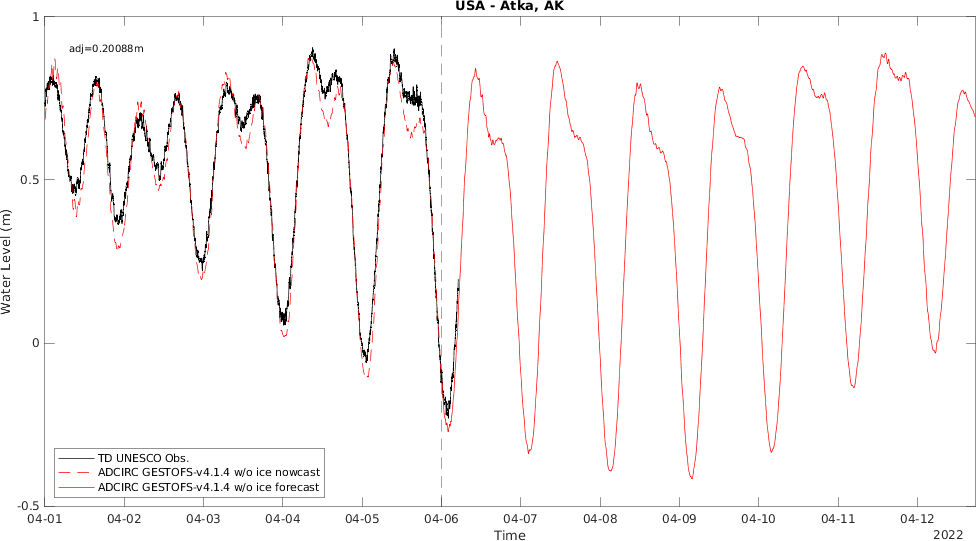 USA - Atka, AK
adj=0.20088m
Water Level (m)
1
0.5
0
-0.5
TD UNESCO Obs.
ADCIRC GESTOFS-v4.1.4 w/o ice nowcast
ADCIRC GESTOFS-v4.1.4 w/o ice forecast
04-01 04-02 04-03 04-04 04-05 04-06 04-07 04-08 04-09 04-10 04-11 04-12
Time
2022